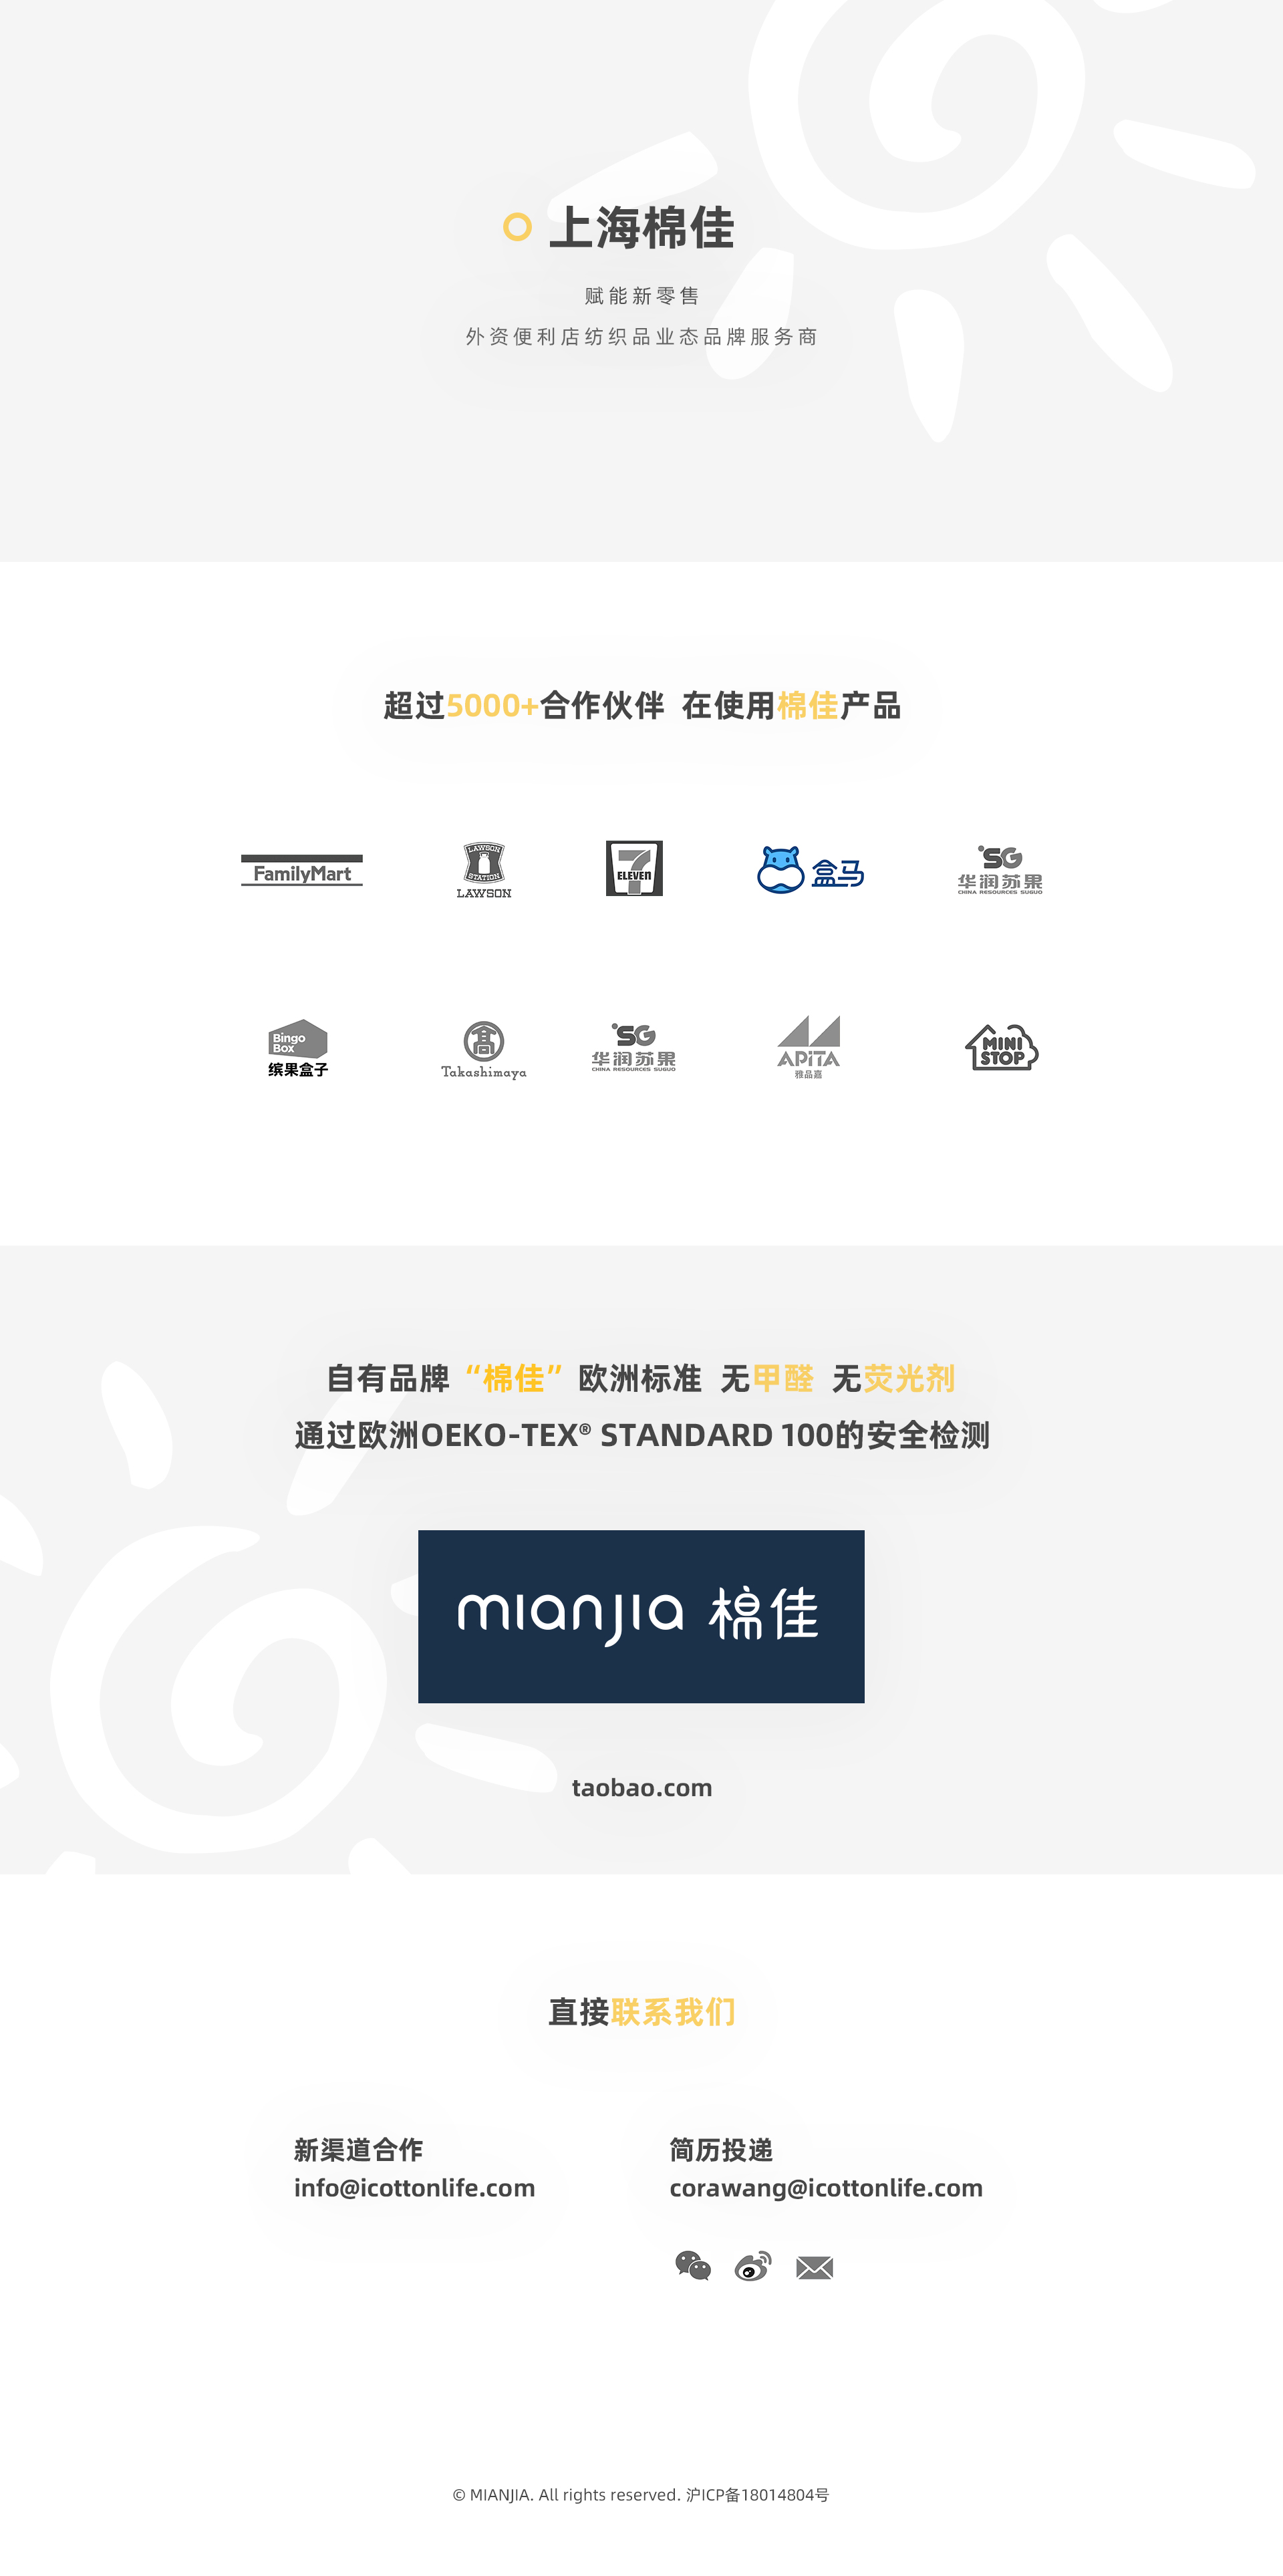 上海棉佳
赋能新零售
外资便利店纺织品业态品牌服务商
超过5000+合作伙伴 在使用棉佳产品
FamilyMart
LAWSON
STATION
LAWSON
7
ELEVEN
盒马
SG
华润苏果
CHINA RESOURCES SUGUO
Bingo
Box
缤果盒子
髙
Takashimaya
SG
华润苏果
CHINA RESOURCES SUGUO
APiTA
雅品嘉
MINI
STOP
自有品牌 “棉佳” 欧洲标准 无甲醛 无荧光剂
通过欧洲OEKO-TEX® STANDARD 100的安全检测
mianjia 棉佳
taobao.com
直接联系我们
新渠道合作
info@icottonlife.com
简历投递
corawang@icottonlife.com
© MIANJIA. All rights reserved. 沪ICP备18014804号